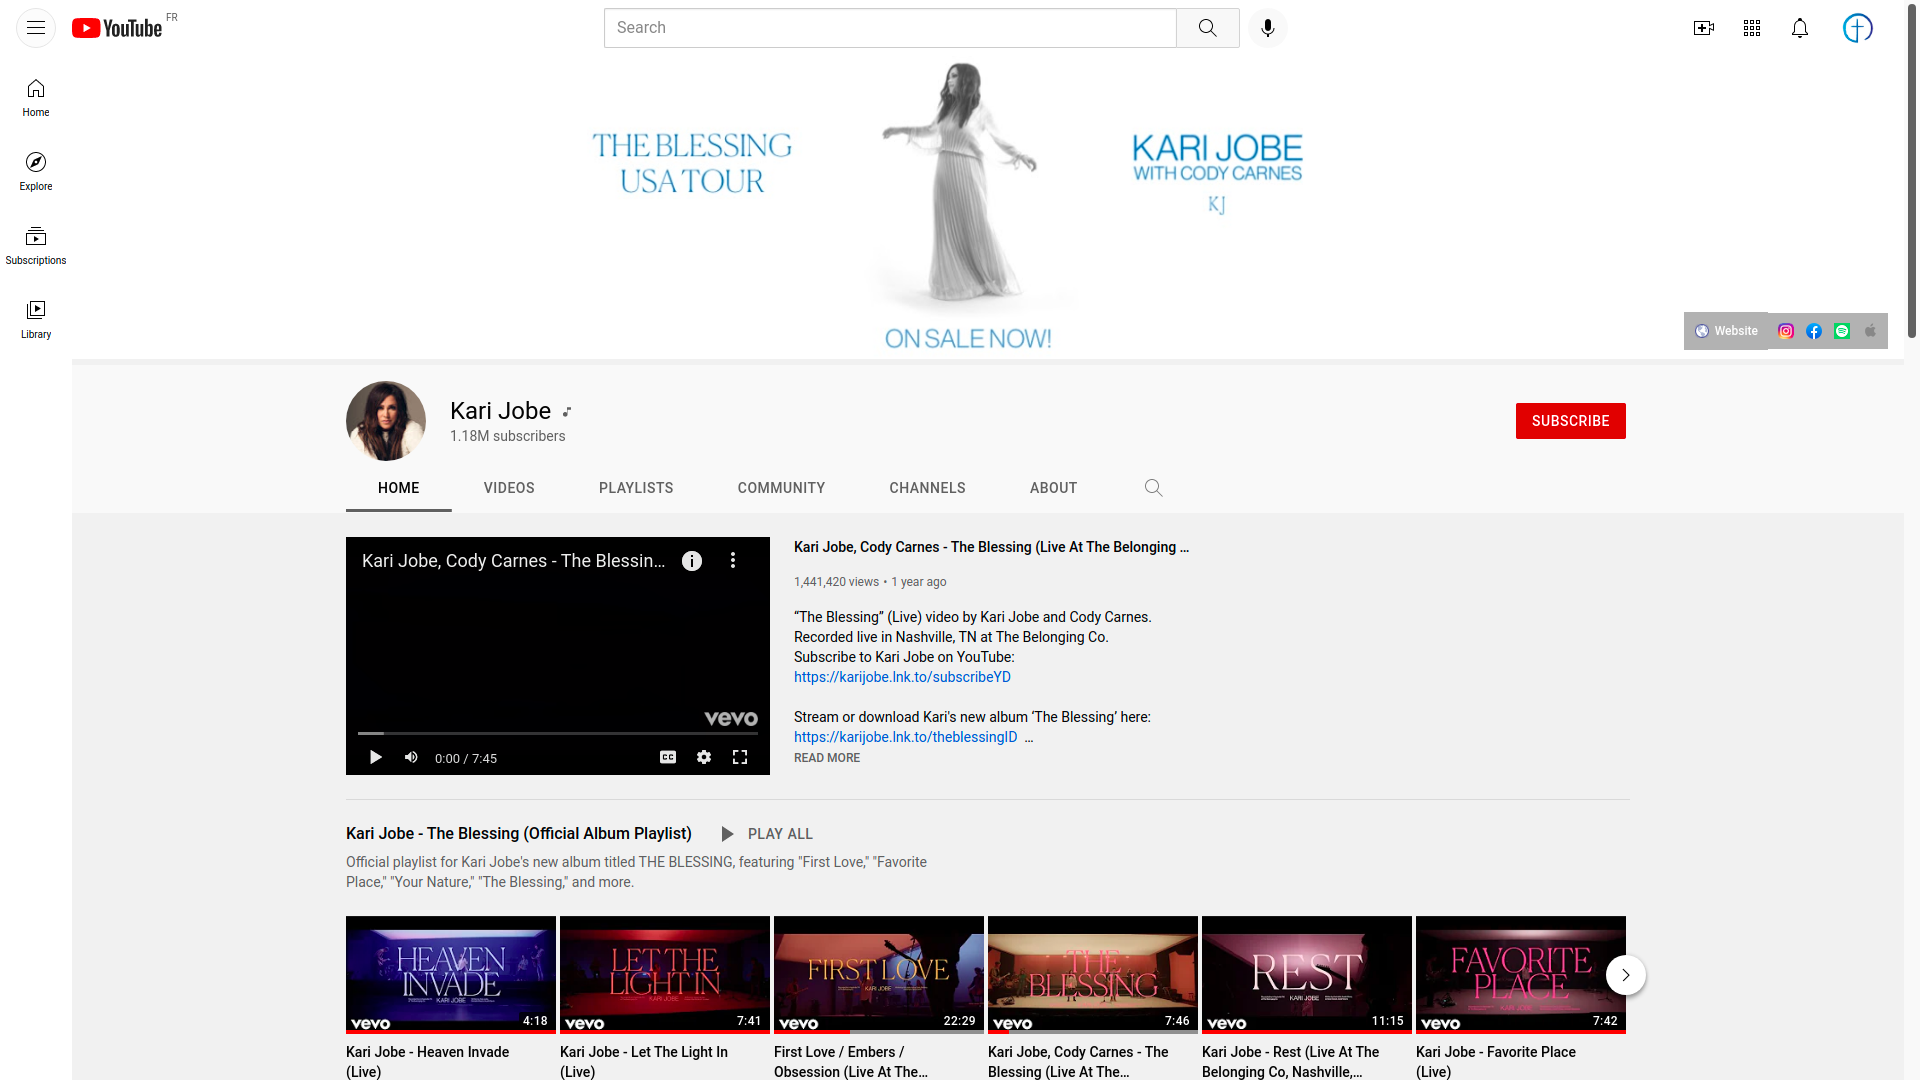 YouTube FR
Search
Home
Explore
Subscriptions
Library
THE BLESSING
USA TOUR
KARI JOBE
WITH CODY CARNES
KJ
ON SALE NOW!
Website
Kari Jobe
1.18M subscribers
SUBSCRIBE
HOME VIDEOS PLAYLISTS COMMUNITY CHANNELS ABOUT
Kari Jobe, Cody Carnes - The Blessin...
vevo
0:00 / 7:45
CC
Kari Jobe, Cody Carnes - The Blessing (Live At The Belonging ...
1,441,420 views • 1 year ago
“The Blessing” (Live) video by Kari Jobe and Cody Carnes.
Recorded live in Nashville, TN at The Belonging Co.
Subscribe to Kari Jobe on YouTube:
https://karijobe.lnk.to/subscribeYD
Stream or download Kari's new album ‘The Blessing’ here:
https://karijobe.lnk.to/theblessingID ...
READ MORE
Kari Jobe - The Blessing (Official Album Playlist) PLAY ALL
Official playlist for Kari Jobe's new album titled THE BLESSING, featuring "First Love," "Favorite
Place," "Your Nature," "The Blessing," and more.
HEAVEN
INVADE
KARI JOBE
vevo 4:18
Kari Jobe - Heaven Invade
(Live)
LET THE
LIGHT IN
KARI JOBE
vevo 7:41
Kari Jobe - Let The Light In
(Live)
FIRST LOVE
KARI JOBE
vevo 22:29
First Love / Embers /
Obsession (Live At The...
THE
BLESSING
vevo 7:46
Kari Jobe, Cody Carnes - The
Blessing (Live At The...
REST
KARI JOBE
vevo 11:15
Kari Jobe - Rest (Live At The
Belonging Co, Nashville,...
FAVORITE
PLACE
KARI JOBE
vevo 7:42
Kari Jobe - Favorite Place
(Live)